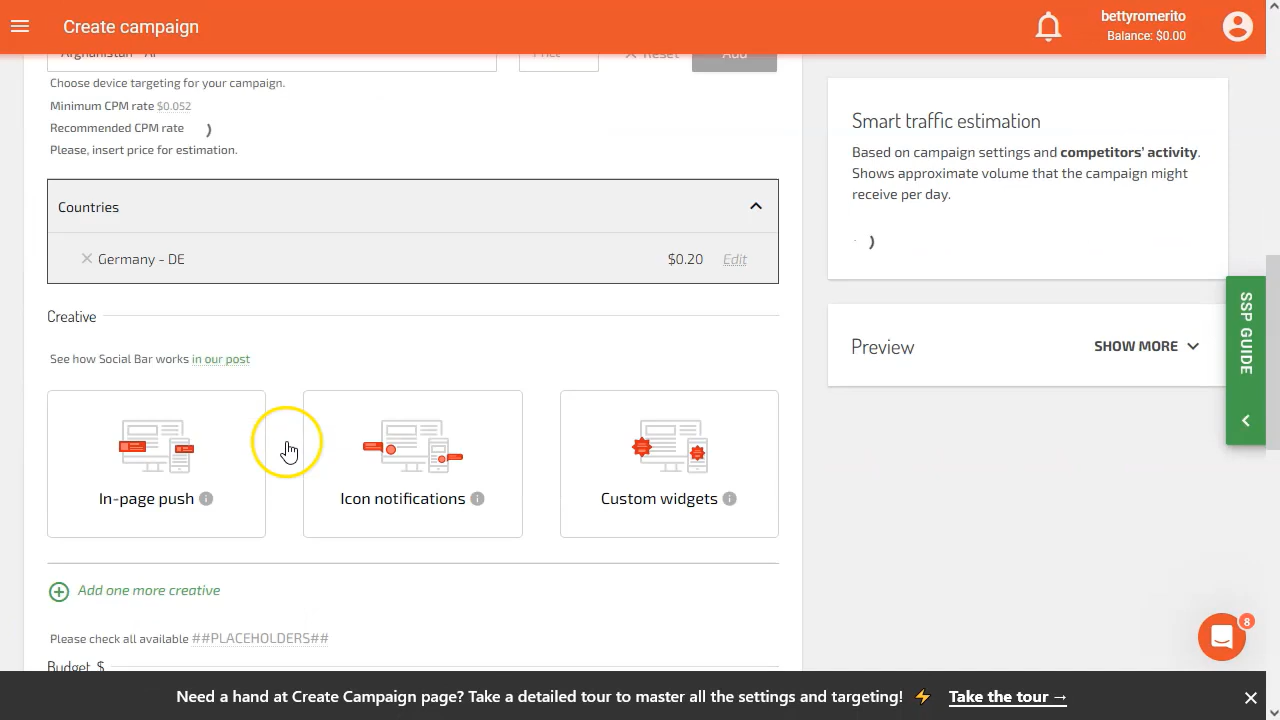 Create campaign
bettyromerito
Balance: $0.00
Afghanistan - AF
Price
Reset
Add
Choose device targeting for your campaign.
Minimum CPM rate $0.052
Recommended CPM rate
Please, insert price for estimation.
Countries
Germany - DE
$0.20
Edit
Creative
See how Social Bar works in our post
In-page push
Icon notifications
Custom widgets
Add one more creative
Please check all available ##PLACEHOLDERS##
Budget, $
Smart traffic estimation
Based on campaign settings and competitors' activity.
Shows approximate volume that the campaign might
receive per day.
Preview
SHOW MORE
SSP GUIDE
8
Need a hand at Create Campaign page? Take a detailed tour to master all the settings and targeting! ⚡ Take the tour →